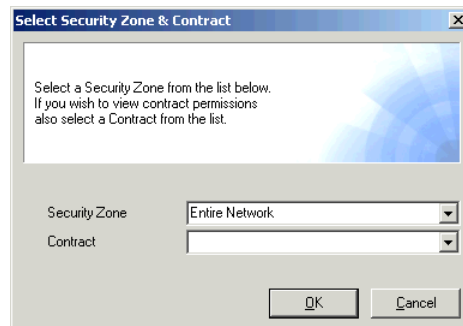 Select Security Zone & Contract
Select a Security Zone from the list below.
If you wish to view contract permissions
also select a Contract from the list.
Security Zone Entire Network
Contract
OK Cancel